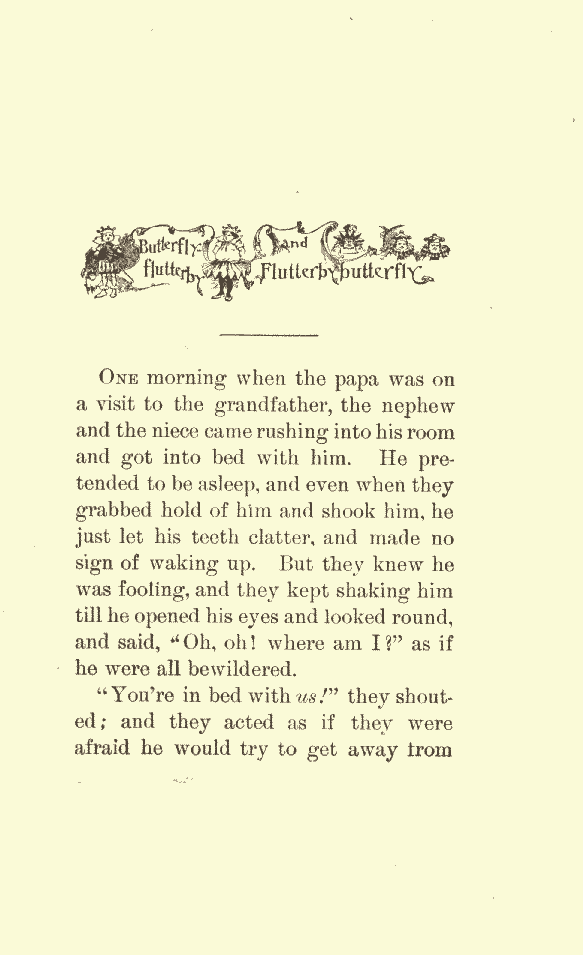 Butterfly- and
flutterby Flutterbybutterfly
ONE morning when the papa was on
a visit to the grandfather, the nephew
and the niece came rushing into his room
and got into bed with him. He pre-
tended to be asleep, and even when they
grabbed hold of him and shook him, he
just let his teeth clatter, and made no
sign of waking up. But they knew he
was fooling, and they kept shaking him
till he opened his eyes and looked round,
and said, "Oh, oh! where am I?" as if
he were all bewildered.
"You're in bed with us!" they shout-
ed; and they acted as if they were
afraid he would try to get away from